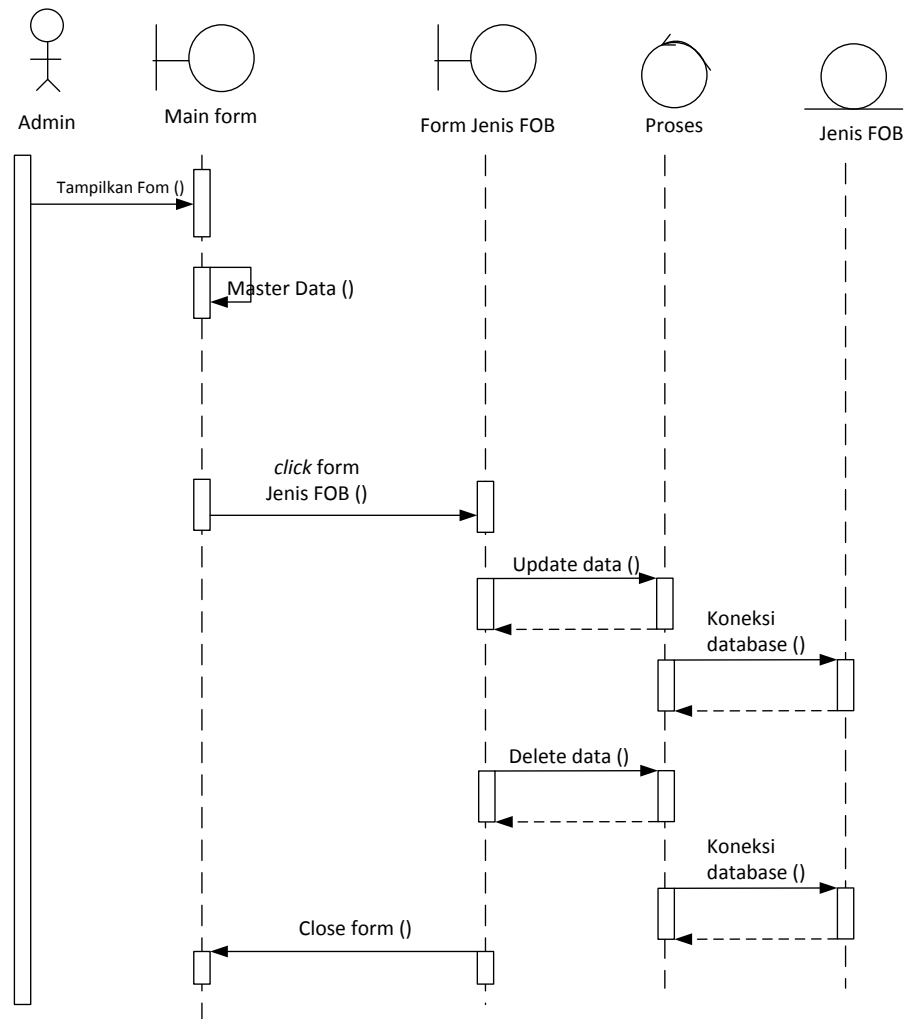 Admin
Main form
Form Jenis FOB
Proses
Jenis FOB
Tampilkan Fom ()
Master Data ()
click form
Jenis FOB ()
Update data ()
Koneksi
database ()
Delete data ()
Koneksi
database ()
Close form ()